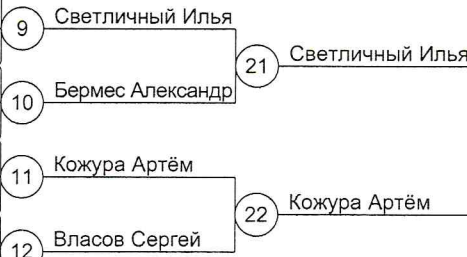 9 Светличный Илья
21 Светличный Илья
10 Бермес Александр
11 Кожура Артём
22 Кожура Артём
12 Власов Сергей